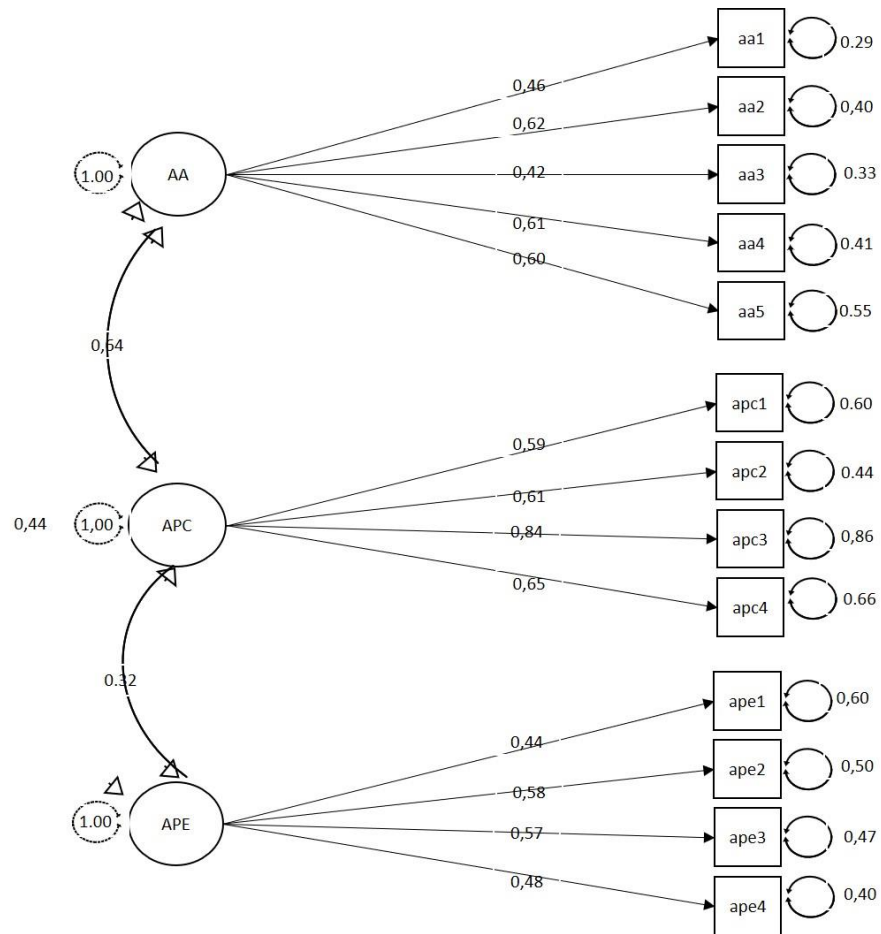 aa1
0.29
0,46
aa2
0,40
0,62
1.00
AA
0,42
aa3
0.33
0,61
aa4
0.41
0,60
aa5
0.55
0,64
apc1
0.60
0,59
apc2
0.44
0,61
0,44
1,00
APC
0,84
apc3
0,86
0,65
apc4
0.66
0.32
ape1
0,60
0,44
ape2
0,50
0,58
1.00
APE
0,57
ape3
0,47
0,48
ape4
0,40